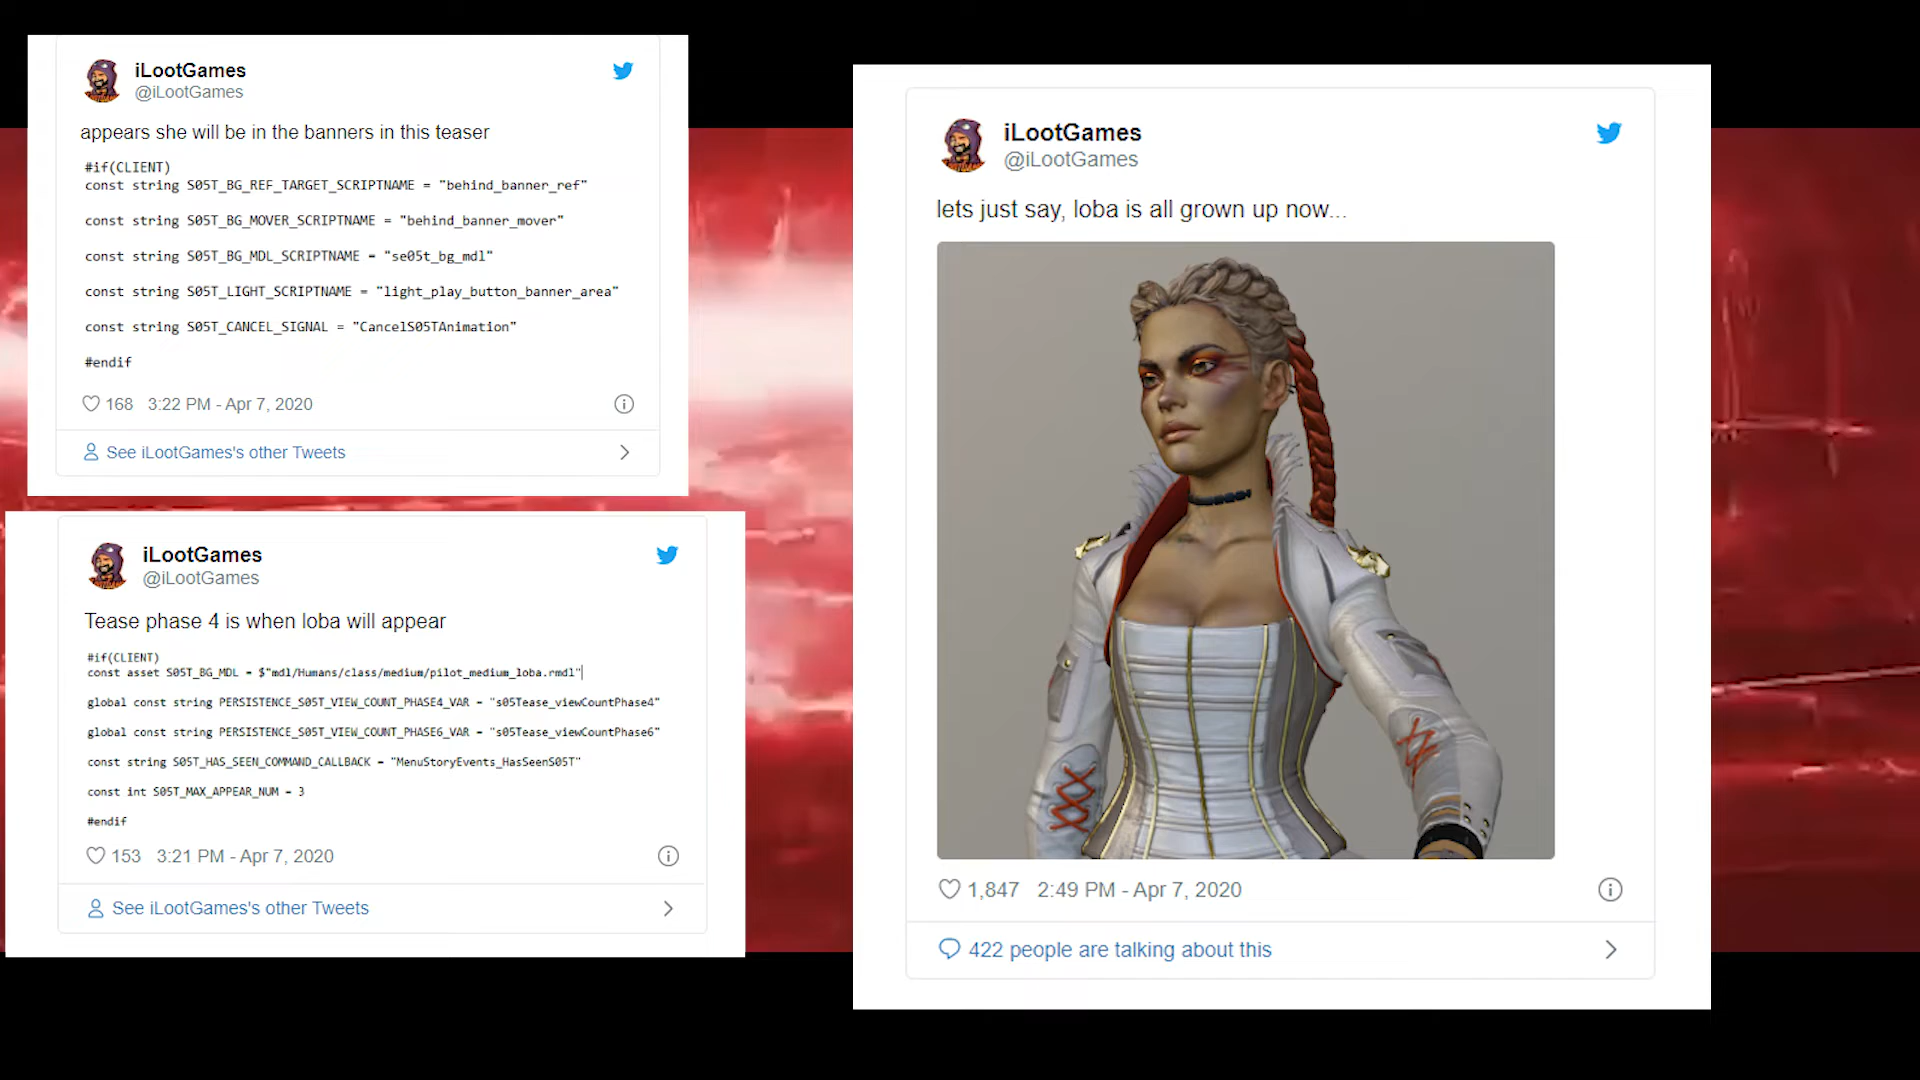 iLootGames
@iLootGames
appears she will be in the banners in this teaser
#if(CLIENT)
const string S05T_BG_REF_TARGET_SCRIPTNAME = "behind_banner_ref"
const string S05T_BG_MOVER_SCRIPTNAME = "behind_banner_mover"
const string S05T_BG_MDL_SCRIPTNAME = "se05t_bg_mdl"
const string S05T_LIGHT_SCRIPTNAME = "light_play_button_banner_area"
const string S05T_CANCEL_SIGNAL = "CancelS05TAnimation"
#endif
168 3:22 PM - Apr 7, 2020
See iLootGames's other Tweets
iLootGames
@iLootGames
Tease phase 4 is when loba will appear
#if(CLIENT)
const asset S05T_BG_MDL = $"mdl/Humans/class/medium/pilot_medium_loba.rmdl"
global const string PERSISTENCE_S05T_VIEW_COUNT_PHASE4_VAR = "s05Tease_viewCountPhase4"
global const string PERSISTENCE_S05T_VIEW_COUNT_PHASE6_VAR = "s05Tease_viewCountPhase6"
const string S05T_HAS_SEEN_COMMAND_CALLBACK = "MenuStoryEvents_HasSeenS05T"
const int S05T_MAX_APPEAR_NUM = 3
#endif
153 3:21 PM - Apr 7, 2020
See iLootGames's other Tweets
iLootGames
@iLootGames
lets just say, loba is all grown up now...
1,847 2:49 PM - Apr 7, 2020
422 people are talking about this